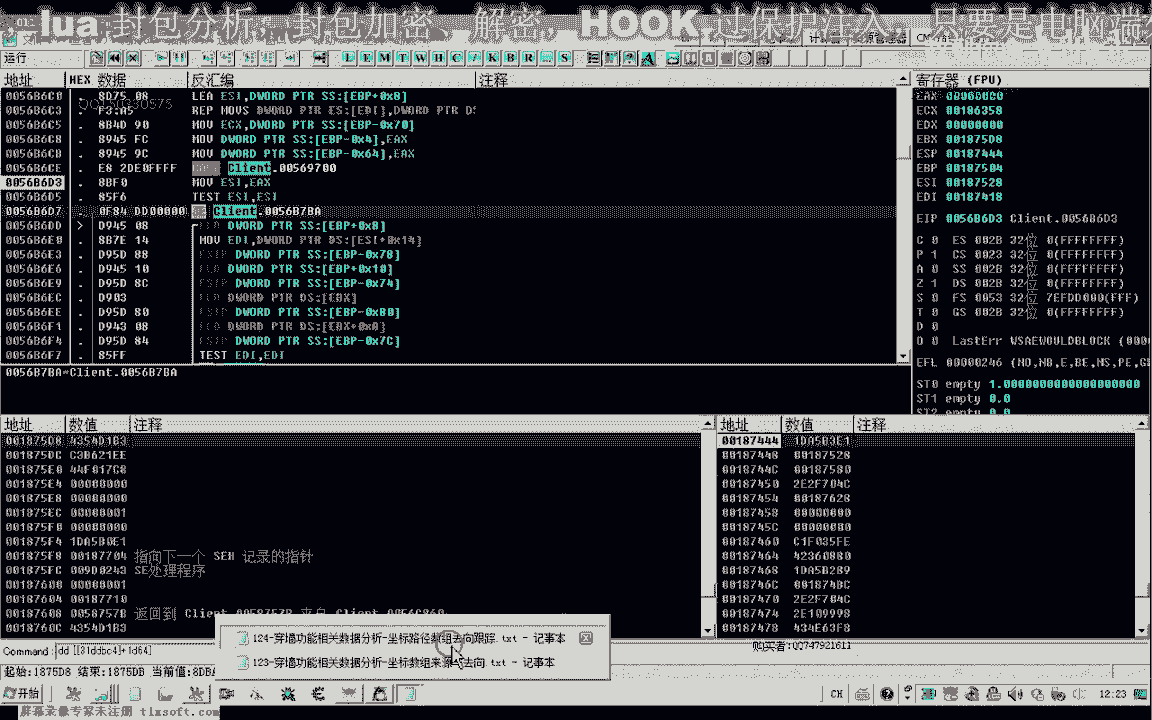 lua 封包分析，封包加密，解密，HOOK 过保护注入。只要是电脑端
运行
L E M T W H C / K B R ... S
地址 HEX 数据 反汇编 注释
0056B6C0 . 8D75 08 LEA ESI,DWORD PTR SS:[EBP+0x8]
0056B6C3 . F3:A5 REP MOVS DWORD PTR ES:[EDI],DWORD PTR DS
0056B6C5 . 8B4D 90 MOV ECX,DWORD PTR SS:[EBP-0x70]
0056B6C8 . 8945 FC MOV DWORD PTR SS:[EBP-0x4],EAX
0056B6CB . 8945 9C MOV DWORD PTR SS:[EBP-0x64],EAX
0056B6CE . E8 2DE0FFFF Client.00569700
0056B6D3 . 8BF0 MOV ESI,EAX
0056B6D5 . 85F6 TEST ESI,ESI
0056B6D7 . 0F84 DD00000 JE Client.0056B7BA
0056B6DD > D945 08 FLD DWORD PTR SS:[EBP+0x8]
0056B6E0 . 8B7E 14 MOV EDI,DWORD PTR DS:[ESI+0x14]
0056B6E3 . D95D 88 FSTP DWORD PTR SS:[EBP-0x78]
0056B6E6 . D945 10 FLD DWORD PTR SS:[EBP+0x10]
0056B6E9 . D95D 8C FSTP DWORD PTR SS:[EBP-0x74]
0056B6EC . D903 FLD DWORD PTR DS:[EBX]
0056B6EE . D95D 80 FSTP DWORD PTR SS:[EBP-0x80]
0056B6F1 . D943 08 FLD DWORD PTR DS:[EBX+0x8]
0056B6F4 . D95D 84 FSTP DWORD PTR SS:[EBP-0x7C]
0056B6F7 . 85FF TEST EDI,EDI
0056B7BA=Client.0056B7BA
寄存器 (FPU)
ECX 00186358
EDX 00000000
EBX 001875D8
ESP 00187444
EBP 00187504
ESI 00187528
EDI 00187418
EIP 0056B6D3 Client.0056B6D3
C 0 ES 002B 32位 0(FFFFFFFF)
P 1 CS 0023 32位 0(FFFFFFFF)
A 0 SS 002B 32位 0(FFFFFFFF)
Z 1 DS 002B 32位 0(FFFFFFFF)
S 0 FS 0053 32位 7EFDD000(FFF)
T 0 GS 002B 32位 0(FFFFFFFF)
D 0
O 0 LastErr WSAEWOULDBLOCK (000
EFL 00000246 (NO,NB,E,BE,NS,PE,G
ST0 empty 1.0000000000000000000
ST1 empty 0.0
ST2 empty 0.0
地址 数值 注释
001875D8 4354D1B3
001875DC C3B621EE
001875E0 44F817C8
001875E4 00000000
001875E8 00000000
001875EC 00000001
001875F0 00000000
001875F4 1DA5B0E1
001875F8 00187704 指向下一个 SEH 记录的指针
001875FC 009D0243 SE处理程序
00187600 00000001
00187604 00187710
00187608 0058757B 返回到 Client.0058757B 来自 Client.0056C860
0018760C 4354D1B3
地址 数值 注释
00187444 1DA5B3E1
00187448 00187528
0018744C 00187580
00187450 2E2F704C
00187454 00187628
00187458 00000000
0018745C 00000080
00187460 C1F035FE
00187464 42360880
00187468 1DA5B289
0018746C 001874DC
00187470 2E2F704C
00187474 2E109998
00187478 434E63F8
124-穿墙功能相关数据分析-坐标路径数组去向跟踪.txt - 记事本
123-穿墙功能相关数据分析-坐标数组来源去向.txt - 记事本
Command: dd [[31ddbc4]+1d64]
购买者:QQ747921611
起始:1875D8 结束:1875DB 当前值:8DBA
开始
CH
12:23
屏幕录像专家未注册 tlxsoft.com